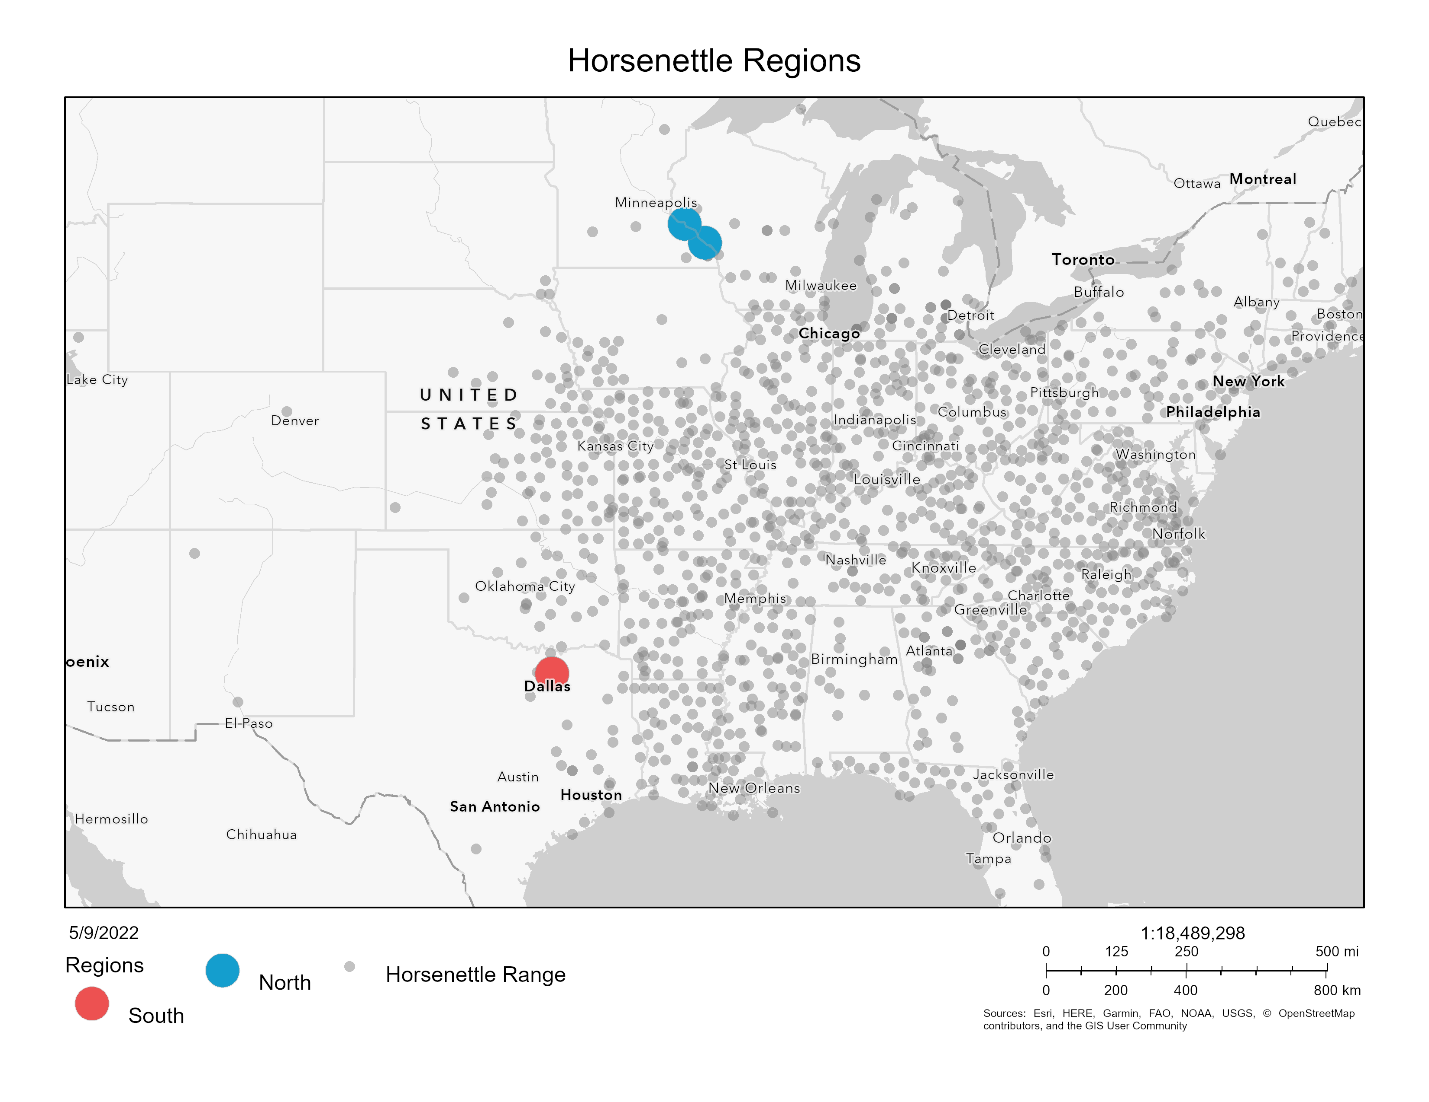 Horsenettle Regions
Quebec
Ottawa
Montreal
Minneapolis
Toronto
Milwaukee
Buffalo
Albany
Detroit
Boston
Chicago
Providence
Cleveland
Lake City
New York
UNITED
STATES
Pittsburgh
Denver
Indianapolis
Columbus
Philadelphia
Kansas City
Cincinnati
Washington
St Louis
Louisville
Richmond
Norfolk
Nashville
Knoxville
Raleigh
Oklahoma City
Memphis
Charlotte
Greenville
oenix
Birmingham
Atlanta
Dallas
Tucson
El Paso
Austin
Jacksonville
New Orleans
San Antonio
Houston
Hermosillo
Chihuahua
Orlando
Tampa
5/9/2022
Regions
North
South
Horsenettle Range
1:18,489,298
0 125 250 500 mi
0 200 400 800 km
Sources: Esri, HERE, Garmin, FAO, NOAA, USGS, © OpenStreetMap
contributors, and the GIS User Community